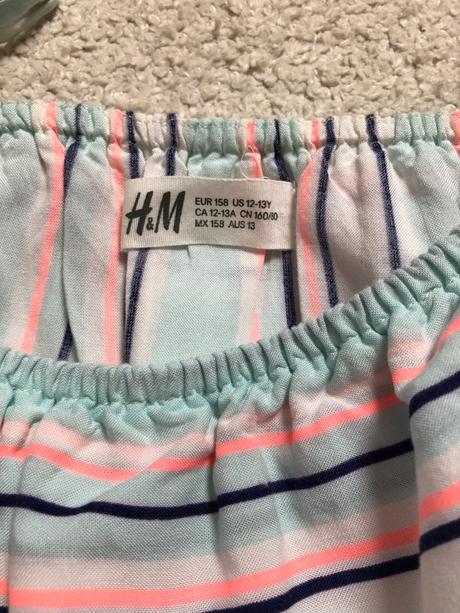 H&M
EUR 158 US 12-13Y
CA 12-13A CN 160/80
MX 158 AUS 13